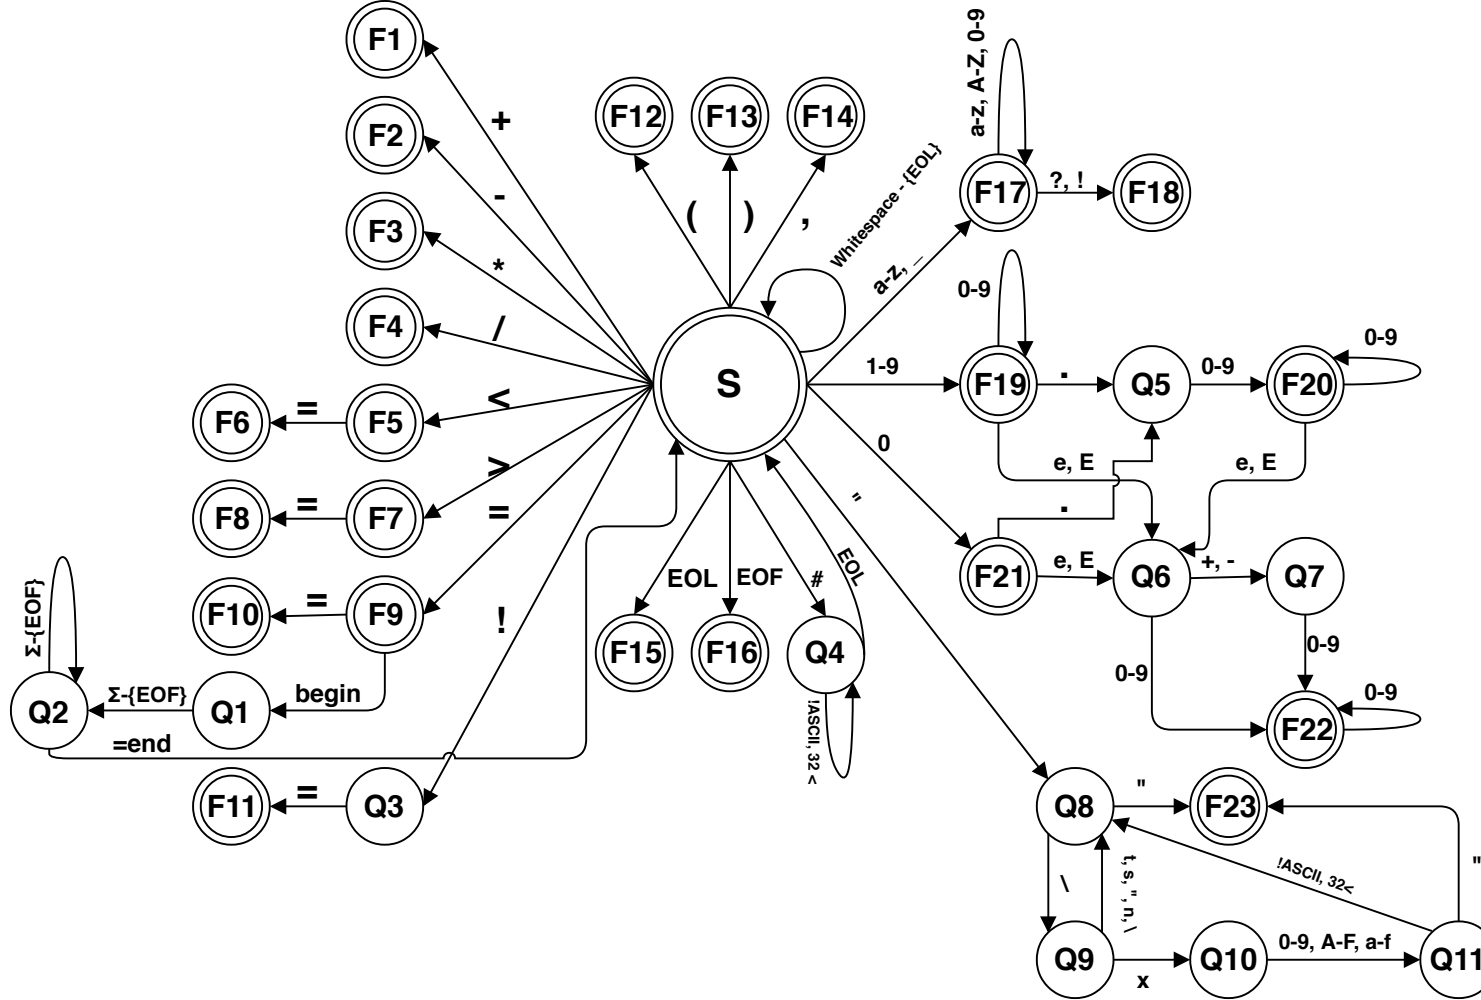 F1
a-z, A-Z, 0-9
F12
F13
F14
+
F2
-
Whitespace - {EOL}
F17
?, !
F18
F3
(
)
,
*
a-z, _
0-9
F4
/
S
1-9
F19
.
Q5
0-9
F20
0-9
F6
=
F5
<
0
e, E
e, E
>
"
F8
=
F7
=
.
EOL
F21
e, E
Q6
+, -
Q7
EOL
EOF
#
Σ-{EOF}
F10
=
F9
!
F15
F16
Q4
0-9
0-9
Q2
Σ-{EOF}
Q1
begin
0-9
F22
=end
!ASCII, 32 <
F11
=
Q3
Q8
"
F23
"
\
t, s, ", n, \
!ASCII, 32<
Q9
x
Q10
0-9, A-F, a-f
Q11